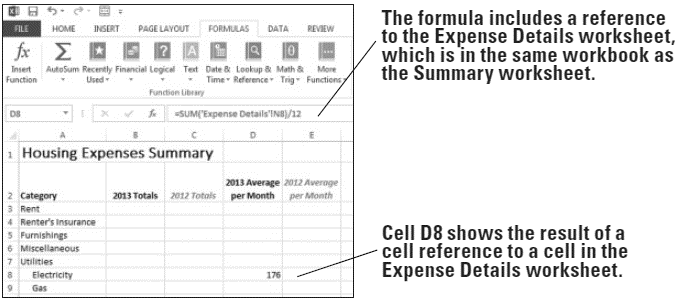 FILE HOME INSERT PAGE LAYOUT FORMULAS DATA REVIEW
fx Σ ? A θ
Insert Function AutoSum Recently Used Financial Logical Text Date & Time Lookup & Reference Math & Trig More Functions
Function Library
D8 fx =SUM('Expense Details'!N8)/12
A B C D E
1 Housing Expenses Summary
2 Category 2013 Totals 2012 Totals 2013 Average per Month 2012 Average per Month
3 Rent
4 Renter's Insurance
5 Furnishings
6 Miscellaneous
7 Utilities
8 Electricity 176
9 Gas
The formula includes a reference
to the Expense Details worksheet,
which is in the same workbook as
the Summary worksheet.
Cell D8 shows the result of a
cell reference to a cell in the
Expense Details worksheet.